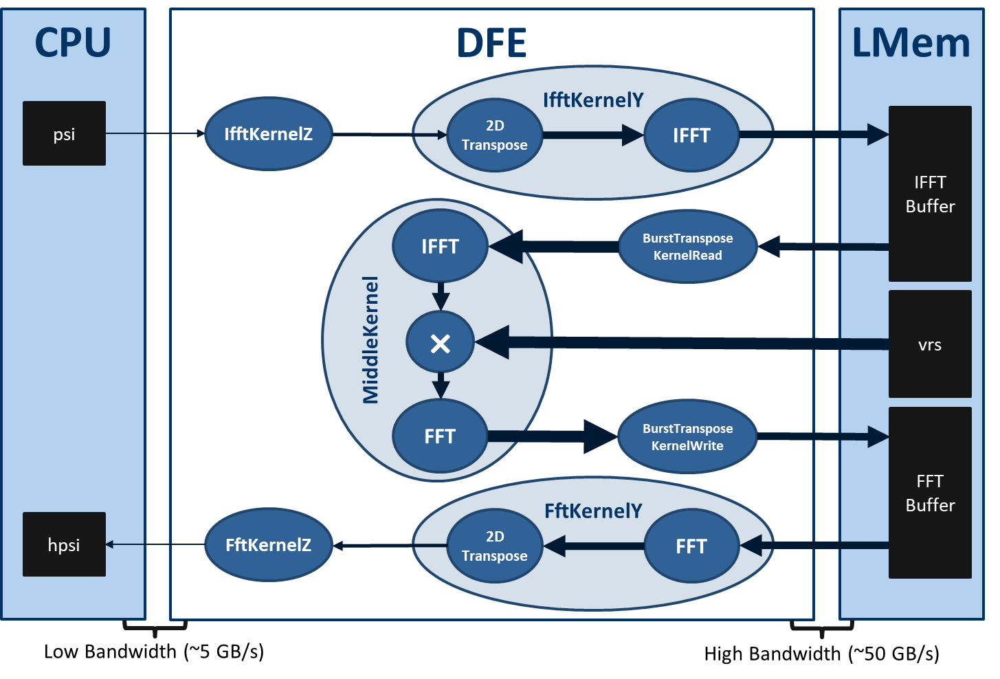 CPU
DFE
LMem
IfftKernelY
psi
IfftKernelZ
2D
Transpose
IFFT
IFFT
Buffer
IFFT
BurstTranspose
KernelRead
MiddleKernel
×
vrs
FFT
BurstTranspose
KernelWrite
FFT
Buffer
FftKernelY
hpsi
FftKernelZ
2D
Transpose
FFT
Low Bandwidth (~5 GB/s)
High Bandwidth (~50 GB/s)